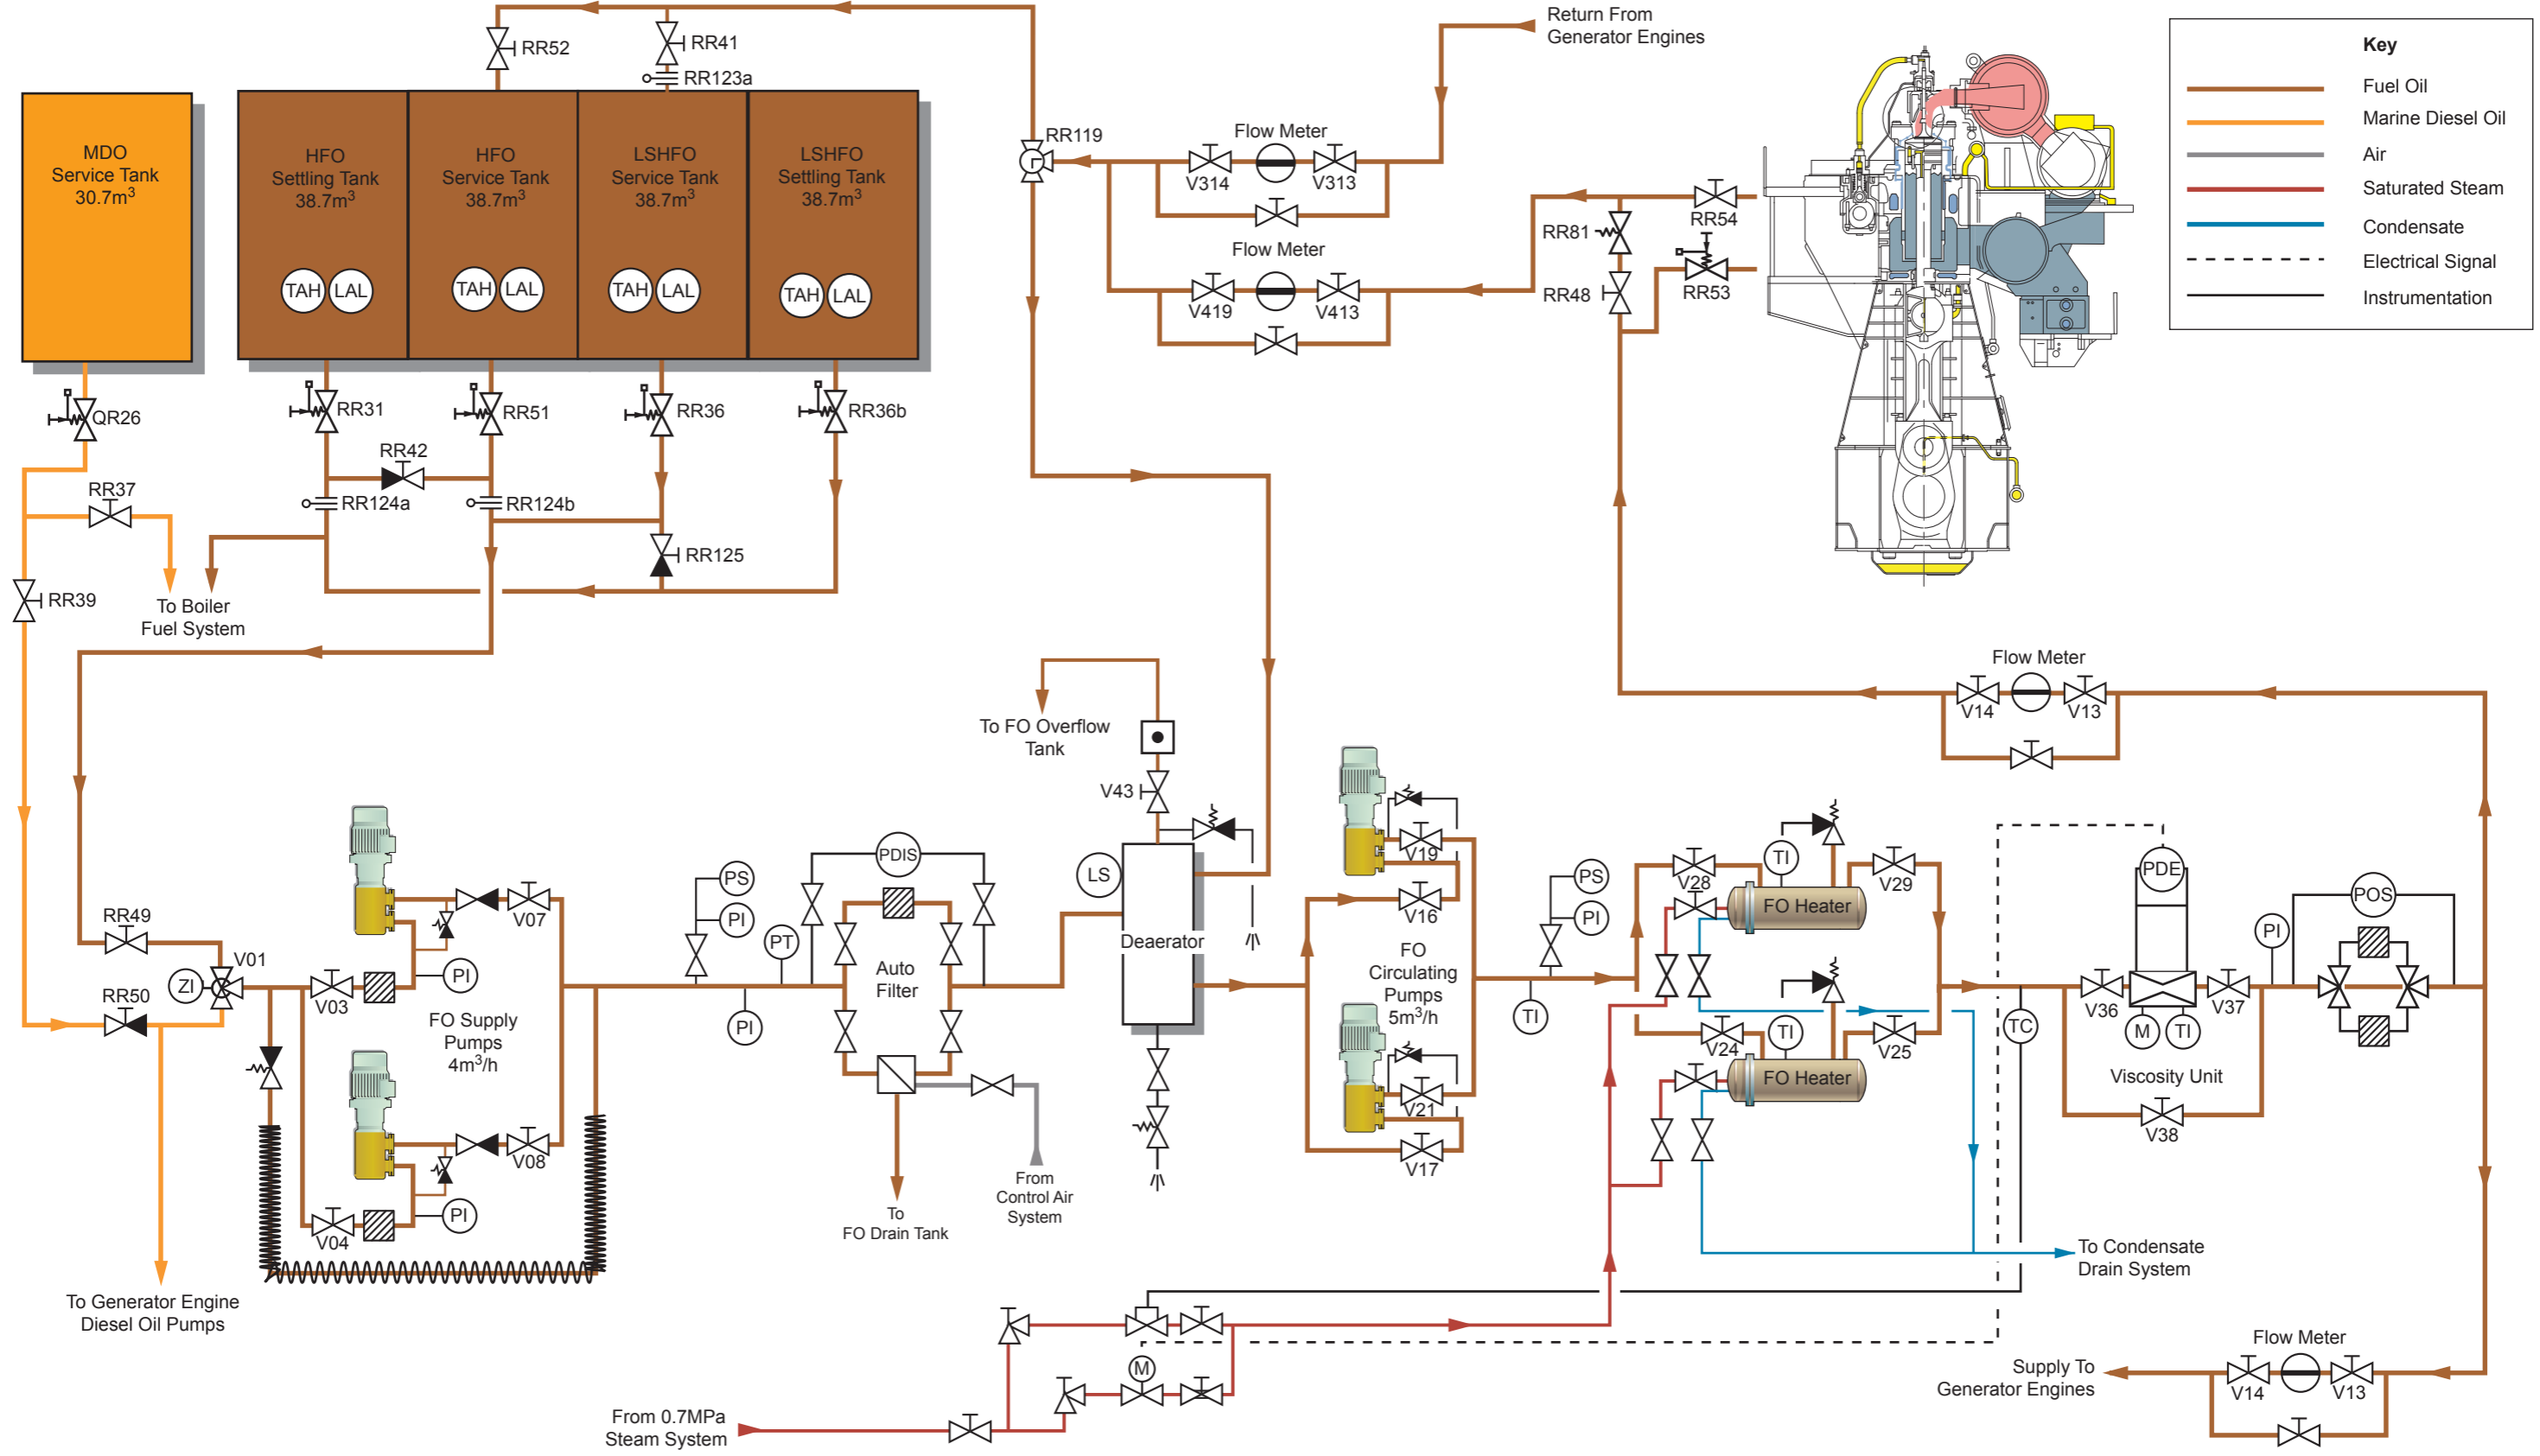 RR52
RR41
RR123a
Return From
Generator Engines
Key
Fuel Oil
Marine Diesel Oil
Air
Saturated Steam
Condensate
Electrical Signal
Instrumentation
MDO
Service Tank
30.7m³
HFO
Settling Tank
38.7m³
HFO
Service Tank
38.7m³
LSHFO
Service Tank
38.7m³
LSHFO
Settling Tank
38.7m³
TAH
LAL
TAH
LAL
TAH
LAL
TAH
LAL
RR119
Flow Meter
V314
V313
Flow Meter
V419
V413
RR81
RR54
RR48
RR53
QR26
RR31
RR51
RR36
RR36b
RR42
RR37
RR124a
RR124b
RR125
RR39
To Boiler
Fuel System
To FO Overflow
Tank
V43
Flow Meter
V14
V13
RR49
V01
ZI
RR50
V03
PI
V07
FO Supply
Pumps
4m³/h
V08
V04
PI
PS
PI
PT
PI
PDIS
Auto
Filter
To
FO Drain Tank
From
Control Air
System
LS
Deaerator
V19
V16
FO
Circulating
Pumps
5m³/h
V21
V17
PS
PI
TI
V28
TI
V29
FO Heater
V24
TI
V25
FO Heater
TC
PDE
V36
V37
M
TI
Viscosity Unit
V38
PI
POS
To Generator Engine
Diesel Oil Pumps
To Condensate
Drain System
M
From 0.7MPa
Steam System
Supply To
Generator Engines
Flow Meter
V14
V13